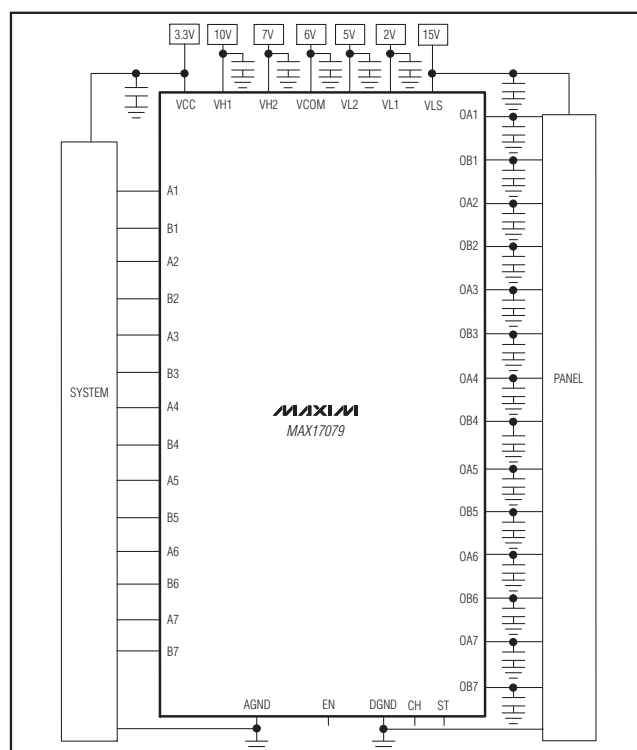 3.3V 10V 7V 6V 5V 2V 15V
VCC VH1 VH2 VCOM VL2 VL1 VLS
OA1
OB1
A1
OA2
B1
OB2
A2
OA3
B2
OB3
A3
B3
OA4
SYSTEM
PANEL
A4
MAXIM
OB4
MAX17079
B4
OA5
A5
OB5
B5
A6
OA6
B6
OB6
A7
OA7
B7
OB7
AGND EN DGND CH ST